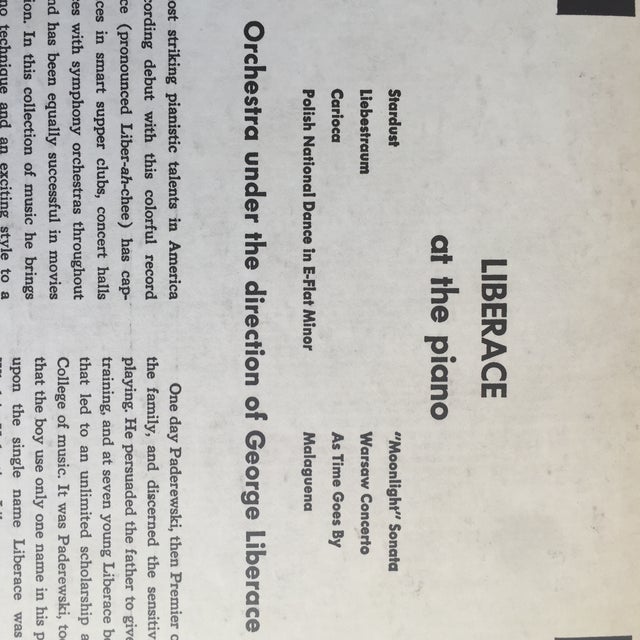 LIBERACE
at the piano
Stardust
Liebestraum
Carioca
Polish National Dance in E-Flat Minor
"Moonlight" Sonata
Warsaw Concerto
As Time Goes By
Malaguena
Orchestra under the direction of George Liberace
ost striking pianistic talents in America
cording debut with this colorful record
ce (pronounced Liber-ah-chee) has cap-
ces in smart supper clubs, concert halls
es with symphony orchestras throughout
nd has been equally successful in movies
ion. In this collection of music he brings
no technique and an exciting style to a
One day Paderewski, then Premier o
the family, and discerned the sensitiv
playing. He persuaded the father to give
training, and at seven young Liberace b
that led to an unlimited scholarship a
College of music. It was Paderewski, too
that the boy use only one name in his p
upon the single name Liberace was